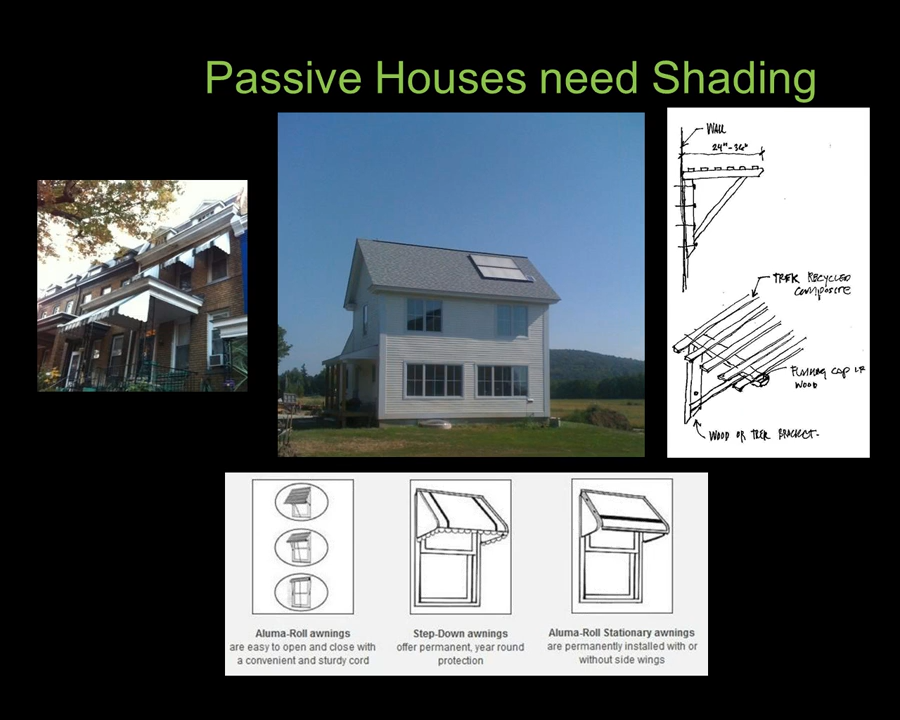 Passive Houses need Shading
WALL
24"-36"
TREK RECYCLED
COMPOSITE
CAP IF
WOOD
WOOD OR TREK BRACKET-
Aluma-Roll awnings
are easy to open and close with
a convenient and sturdy cord
Step-Down awnings
offer permanent, year round
protection
Aluma-Roll Stationary awnings
are permanently installed with or
without side wings